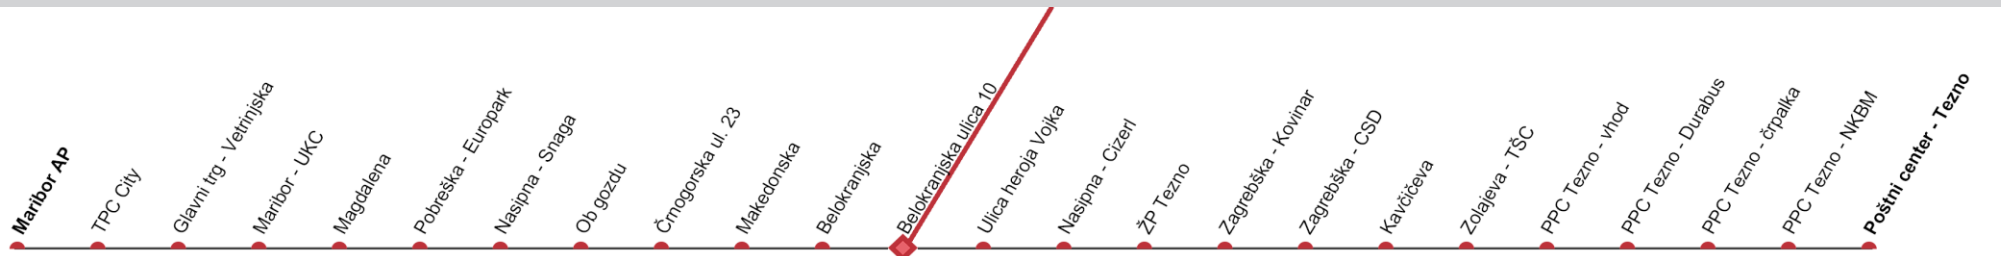 Maribor AP
TPC City
Glavni trg - Vetrinjska
Maribor - UKC
Magdalena
Pobreška - Europark
Nasipna - Snaga
Ob gozdu
Črnogorska ul. 23
Makedonska
Belokranjska
Belokranjska ulica 10
Ulica heroja Vojka
Nasipna - Cizerl
ŽP Tezno
Zagrebška - Kovinar
Zagrebška - CSD
Kavčičeva
Zolajeva - TŠC
PPC Tezno - vhod
PPC Tezno - Durabus
PPC Tezno - črpalka
PPC Tezno - NKBM
Poštni center - Tezno